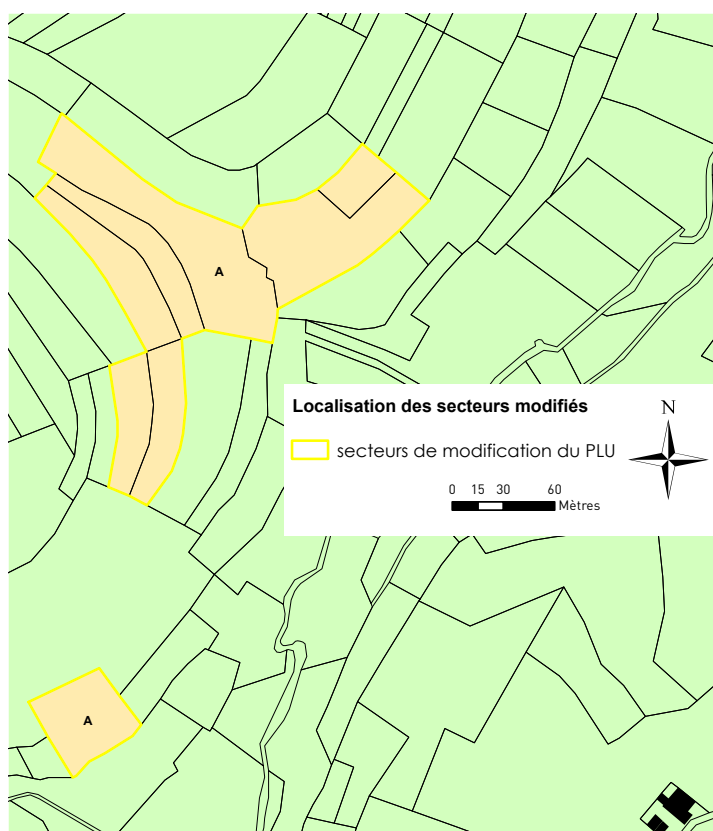 A
Localisation des secteurs modifiés
N
secteurs de modification du PLU
0 15 30 60
Mètres
A